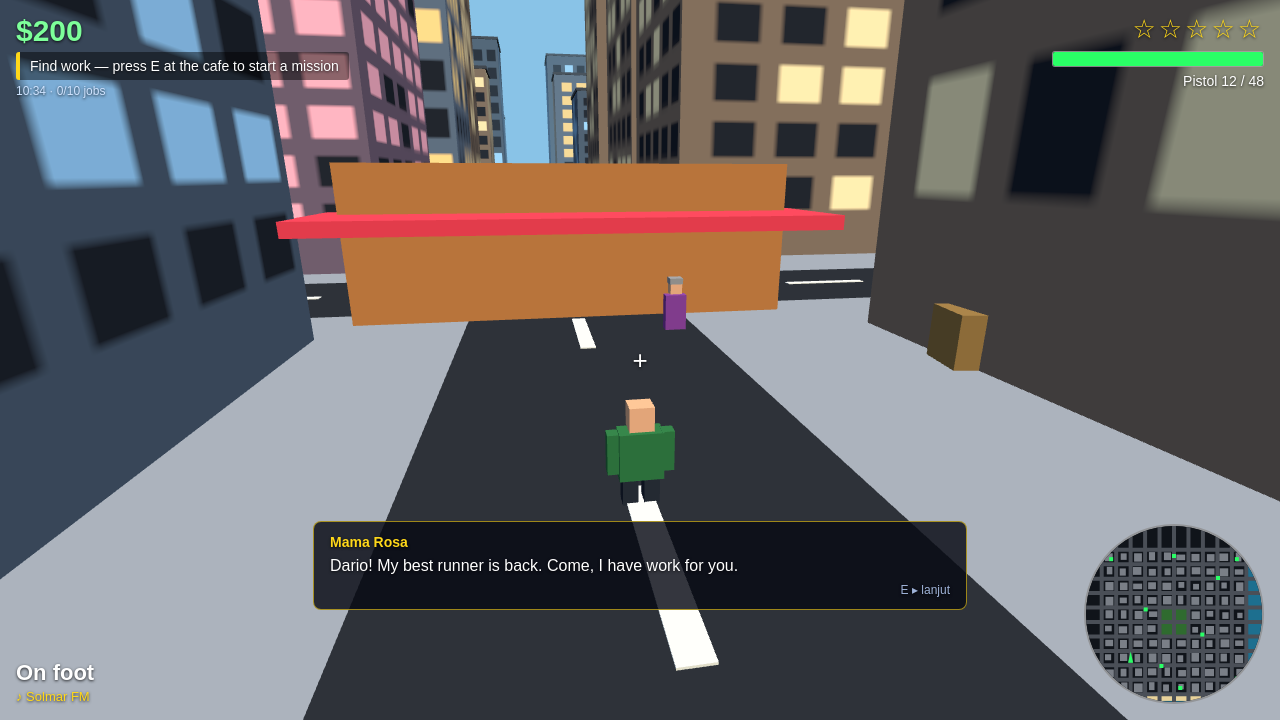 $200
Find work — press E at the cafe to start a mission
10:34 · 0/10 jobs
☆☆☆☆☆
Pistol 12 / 48
Mama Rosa
Dario! My best runner is back. Come, I have work for you.
E ▸ lanjut
On foot
♪ Solmar FM